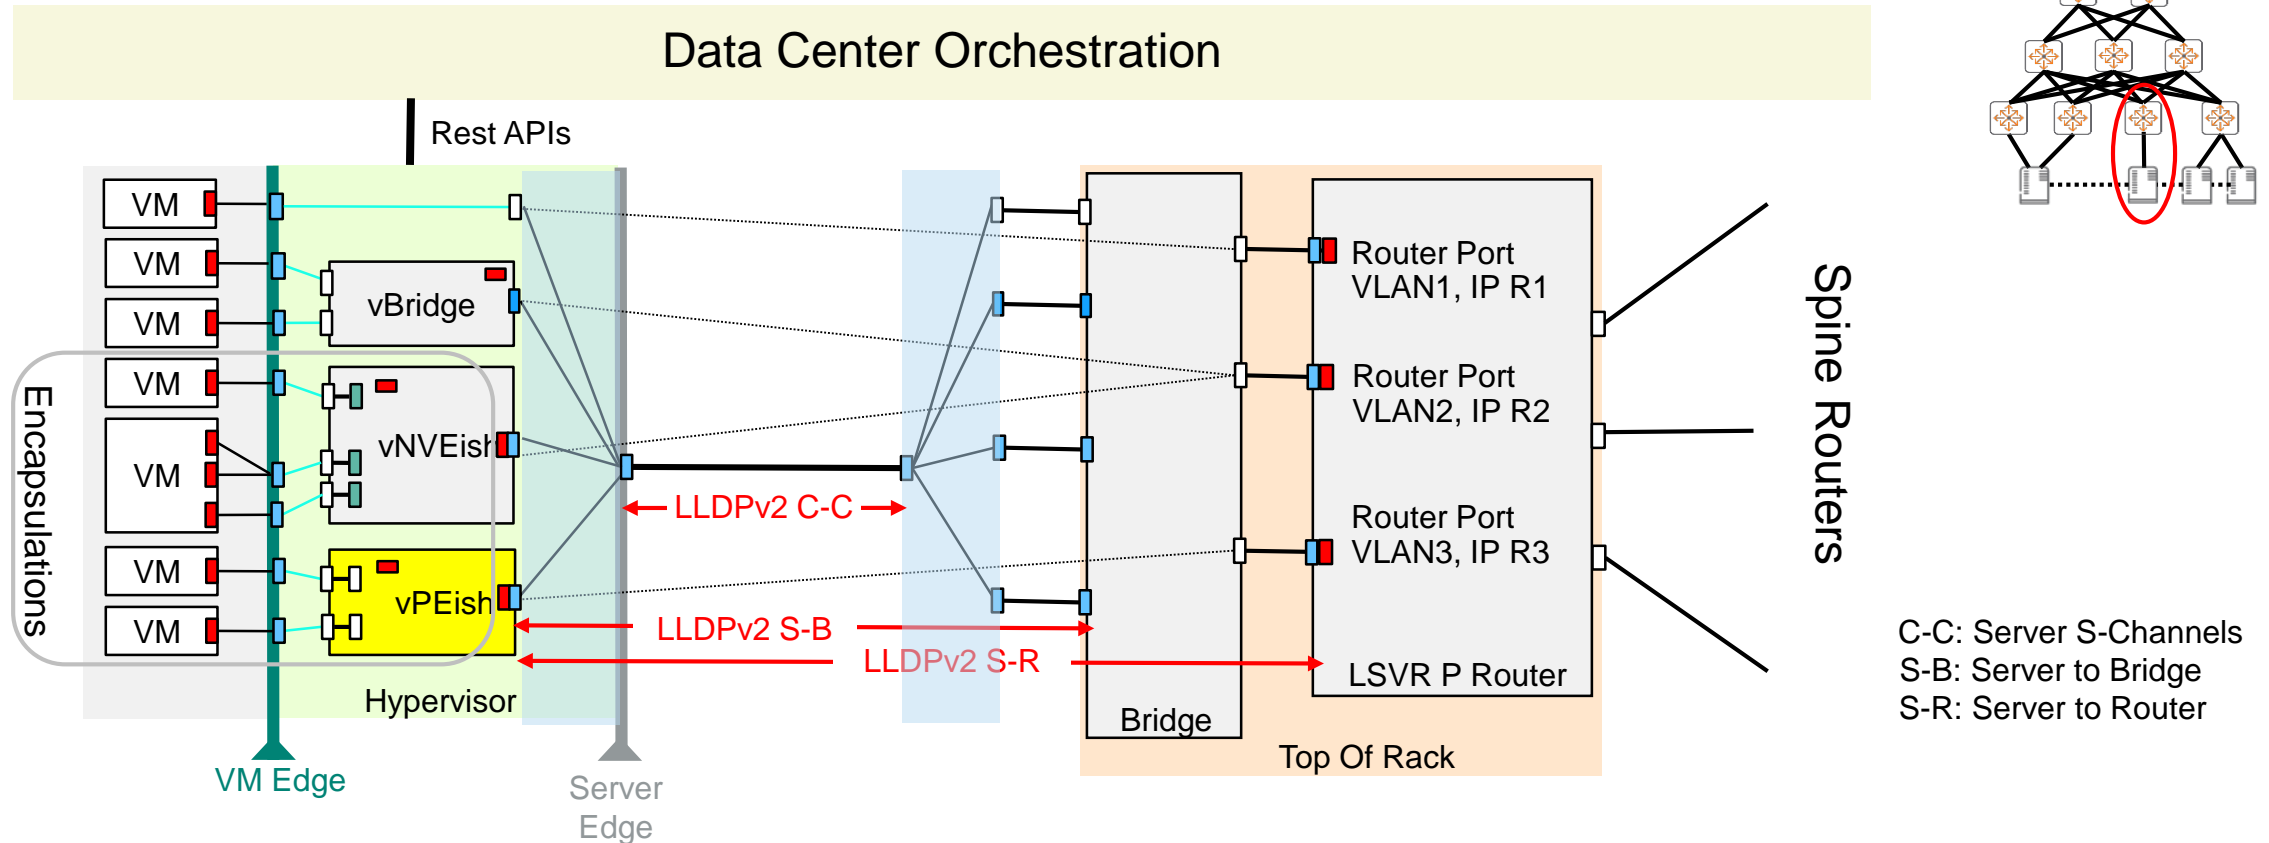 Data Center Orchestration
Rest APIs
VM
VM
VM
VM
VM
VM
VM
vBridge
vNVEish
vPEish
Encapsulations
Hypervisor
VM Edge
Server
Edge
LLDPv2 C-C
LLDPv2 S-B
LLDPv2 S-R
Bridge
Router Port
VLAN1, IP R1
Router Port
VLAN2, IP R2
Router Port
VLAN3, IP R3
LSVR P Router
Top Of Rack
Spine Routers
C-C: Server S-Channels
S-B: Server to Bridge
S-R: Server to Router